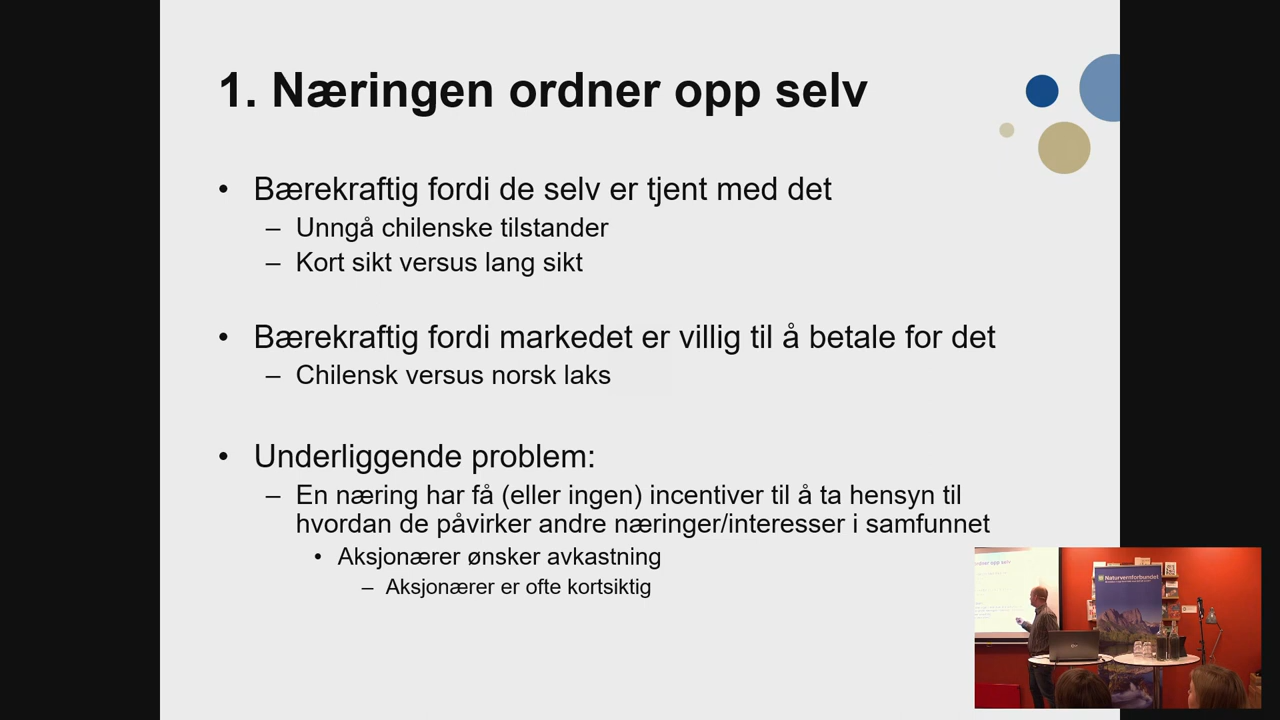 1. Næringen ordner opp selv
• Bærekraftig fordi de selv er tjent med det
– Unngå chilenske tilstander
– Kort sikt versus lang sikt
• Bærekraftig fordi markedet er villig til å betale for det
– Chilensk versus norsk laks
• Underliggende problem:
– En næring har få (eller ingen) incentiver til å ta hensyn til
hvordan de påvirker andre næringer/interesser i samfunnet
• Aksjonærer ønsker avkastning
– Aksjonærer er ofte kortsiktig
Naturvernforbundet